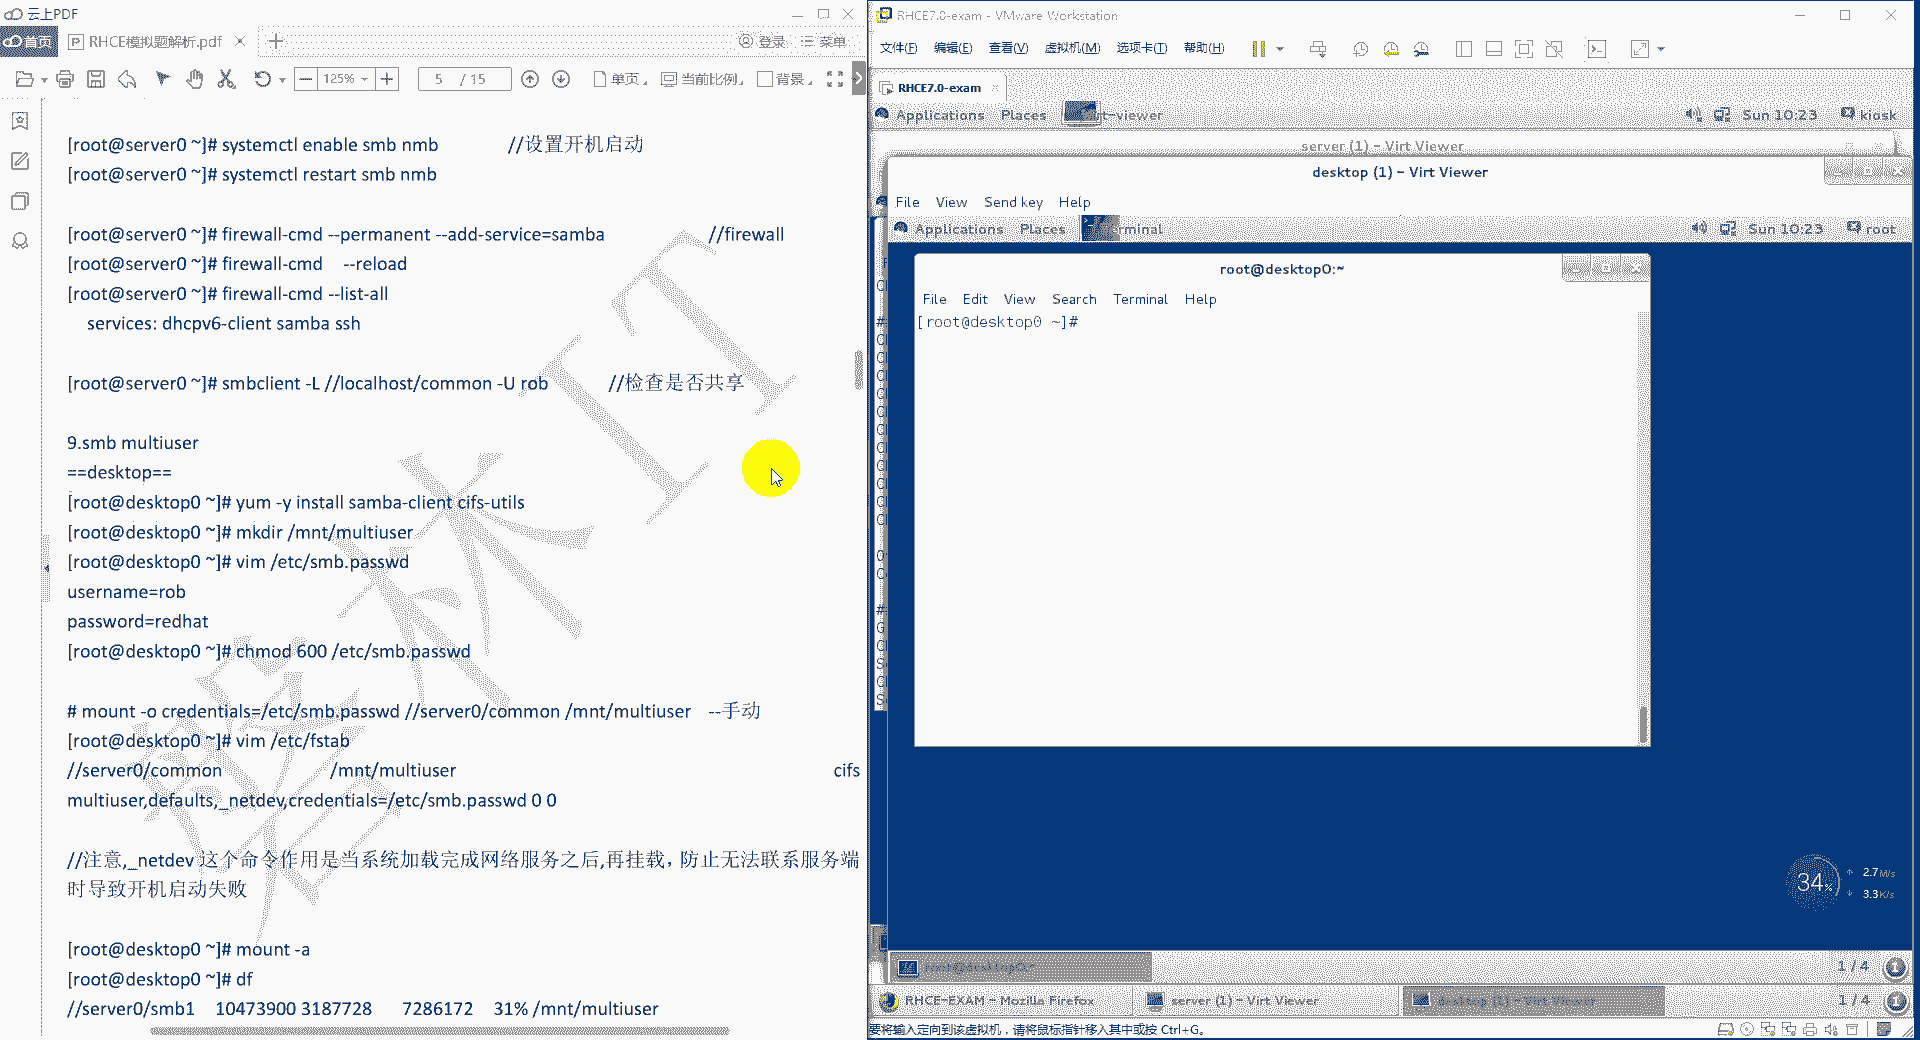 云上PDF
首页
RHCE模拟题解析.pdf
登录
菜单
125%
5 / 15
单页
当前比例
背景
[root@server0 ~]# systemctl enable smb nmb //设置开机启动
[root@server0 ~]# systemctl restart smb nmb
[root@server0 ~]# firewall-cmd --permanent --add-service=samba //firewall
[root@server0 ~]# firewall-cmd --reload
[root@server0 ~]# firewall-cmd --list-all
services: dhcpv6-client samba ssh
[root@server0 ~]# smbclient -L //localhost/common -U rob //检查是否共享
9.smb multiuser
==desktop==
[root@desktop0 ~]# yum -y install samba-client cifs-utils
[root@desktop0 ~]# mkdir /mnt/multiuser
[root@desktop0 ~]# vim /etc/smb.passwd
username=rob
password=redhat
[root@desktop0 ~]# chmod 600 /etc/smb.passwd
# mount -o credentials=/etc/smb.passwd //server0/common /mnt/multiuser --手动
[root@desktop0 ~]# vim /etc/fstab
//server0/common /mnt/multiuser cifs
multiuser,defaults,_netdev,credentials=/etc/smb.passwd 0 0
//注意,_netdev 这个命令作用是当系统加载完成网络服务之后,再挂载，防止无法联系服务端
时导致开机启动失败
[root@desktop0 ~]# mount -a
[root@desktop0 ~]# df
//server0/smb1 10473900 3187728 7286172 31% /mnt/multiuser
RHCE7.0-exam - VMware Workstation
文件(F) 编辑(E) 查看(V) 虚拟机(M) 选项卡(T) 帮助(H)
RHCE7.0-exam
Applications Places virt-viewer Sun 10:23 kiosk
server (1) - Virt Viewer
desktop (1) - Virt Viewer
File View Send key Help
Applications Places Terminal Sun 10:23 root
root@desktop0:~
File Edit View Search Terminal Help
[root@desktop0 ~]#
34%
2.7M/s
3.3K/s
root@desktop0:~
1 / 4
RHCE-EXAM - Mozilla Firefox
server (1) - Virt Viewer
desktop (1) - Virt Viewer
1 / 4
要将输入定向到该虚拟机，请将鼠标指针移入其中或按 Ctrl+G。